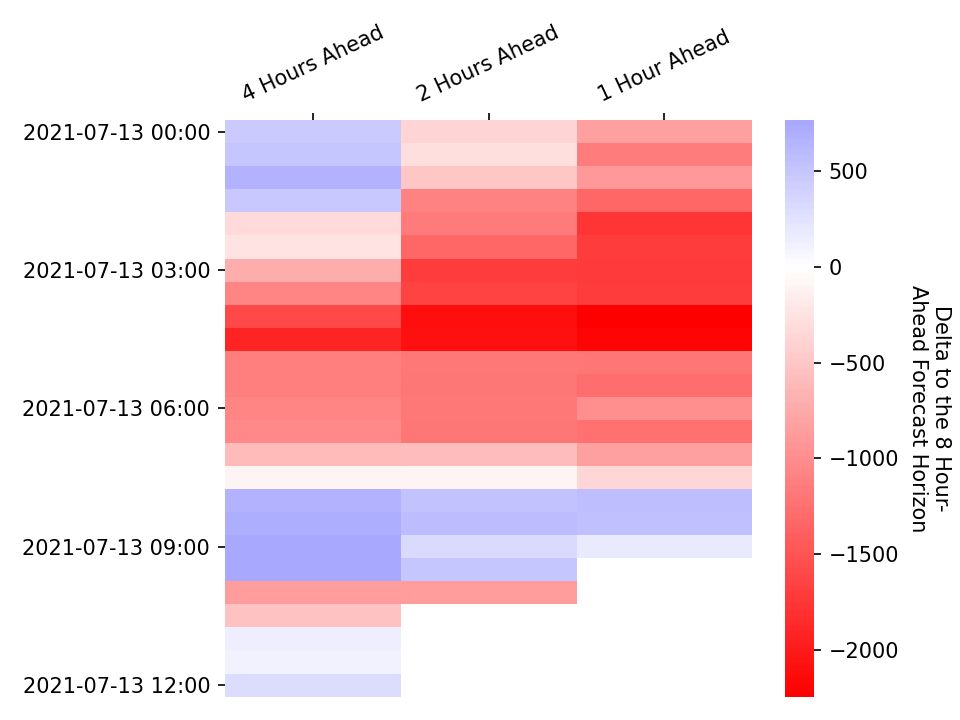 4 Hours Ahead
2 Hours Ahead
1 Hour Ahead
2021-07-13 00:00
2021-07-13 03:00
2021-07-13 06:00
2021-07-13 09:00
2021-07-13 12:00
500
0
−500
−1000
−1500
−2000
Delta to the 8 Hour-
Ahead Forecast Horizon